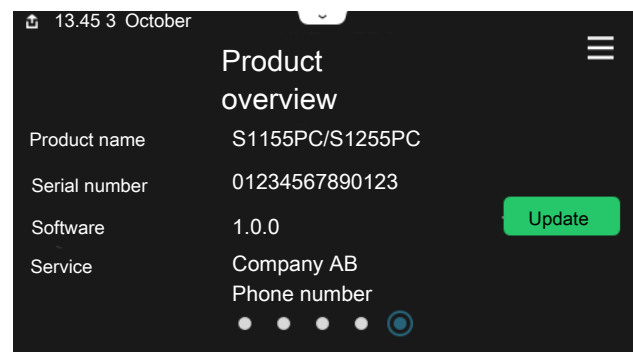 13.45 3 October
Product
overview
Product name S1155PC/S1255PC
Serial number 01234567890123
Software 1.0.0 Update
Service Company AB
Phone number